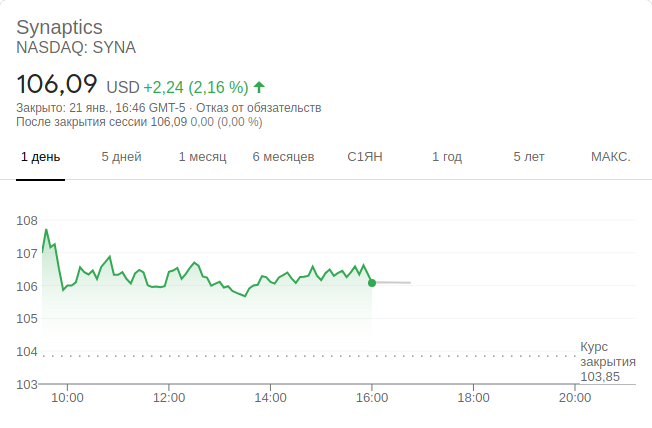 Synaptics
NASDAQ: SYNA
106,09 USD +2,24 (2,16 %)
Закрыто: 21 янв., 16:46 GMT-5 · Отказ от обязательств
После закрытия сессии 106,09 0,00 (0,00 %)
1 день 5 дней 1 месяц 6 месяцев С1ЯН 1 год 5 лет МАКС.
108
107
106
105
104
Курс
закрытия
103,85
103
10:00 12:00 14:00 16:00 18:00 20:00